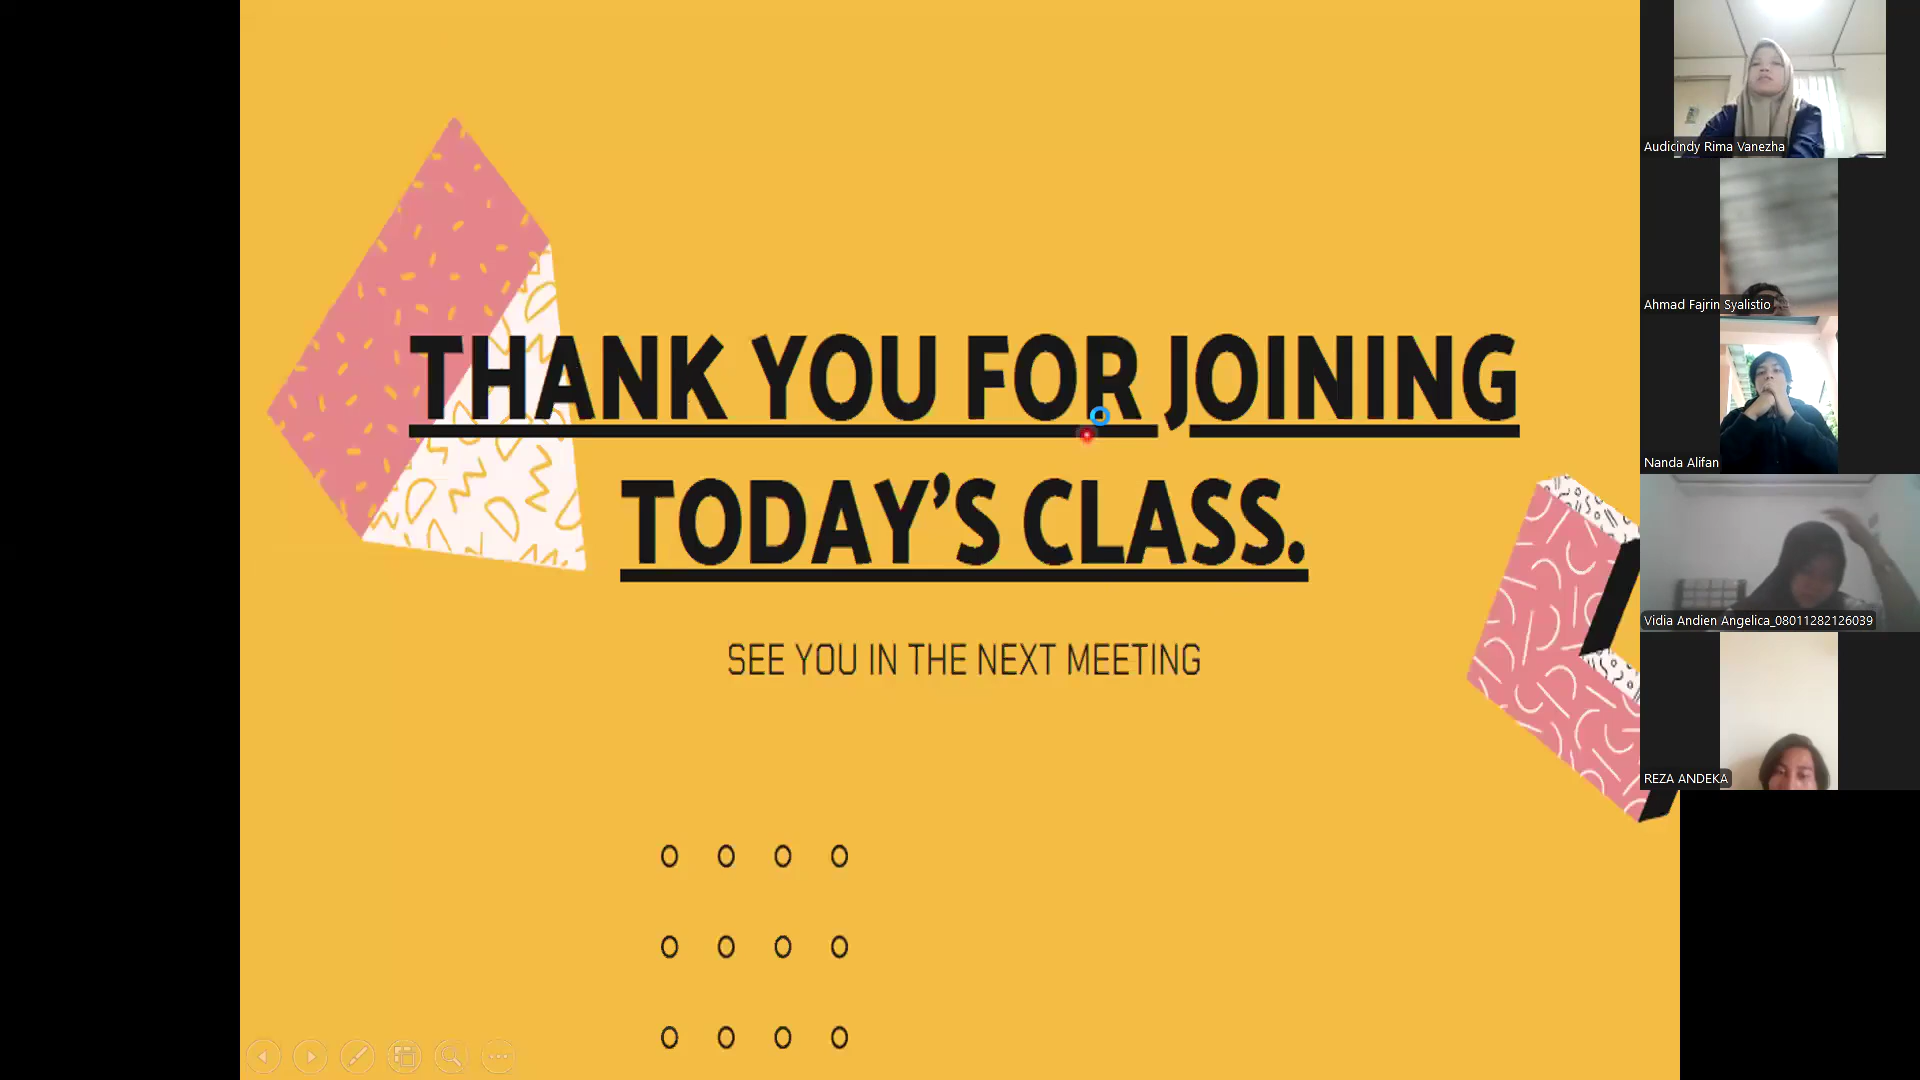 THANK YOU FOR JOINING
TODAY’S CLASS.
SEE YOU IN THE NEXT MEETING
Audicindy Rima Vanezha
Ahmad Fajrin Syalistio
Nanda Alifan
Vidia Andien Angelica_08011282126039
REZA ANDEKA